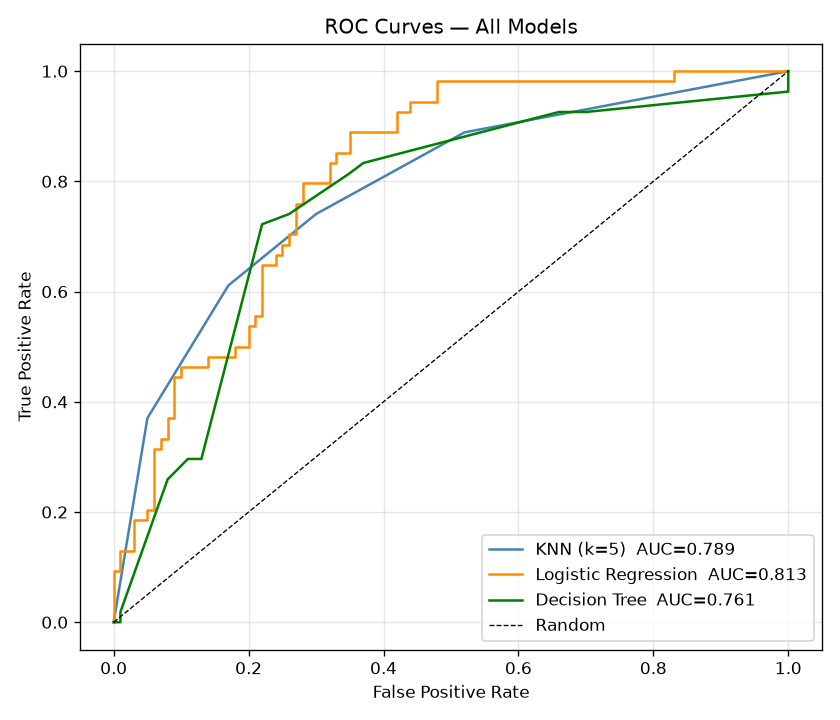 ROC Curves — All Models
True Positive Rate
1.0
0.8
0.6
0.4
0.2
0.0
KNN (k=5)  AUC=0.789
Logistic Regression  AUC=0.813
Decision Tree  AUC=0.761
Random
0.0 0.2 0.4 0.6 0.8 1.0
False Positive Rate